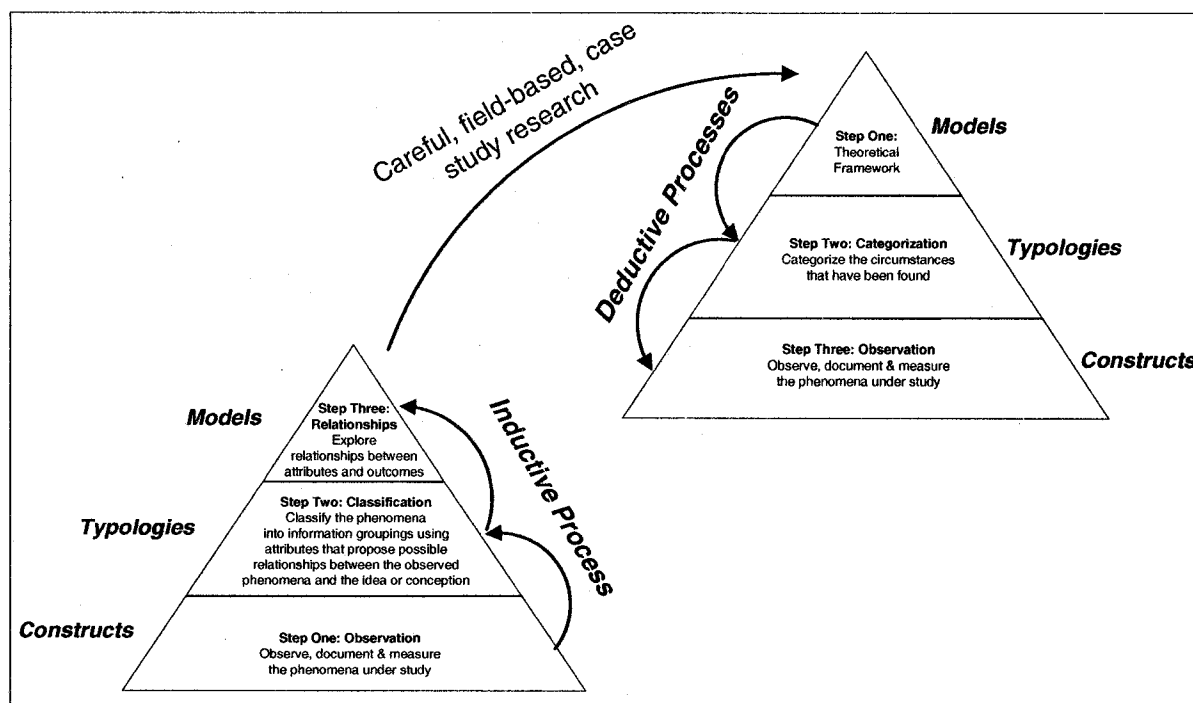 Careful, field-based, case
study research
Deductive Processes
Step One:
Theoretical
Framework
Models
Step Two: Categorization
Categorize the circumstances
that have been found
Typologies
Step Three: Observation
Observe, document & measure
the phenomena under study
Constructs
Models
Step Three:
Relationships
Explore
relationships between
attributes and outcomes
Inductive Process
Typologies
Step Two: Classification
Classify the phenomena
into information groupings using
attributes that propose possible
relationships between the observed
phenomena and the idea or conception
Constructs
Step One: Observation
Observe, document & measure
the phenomena under study